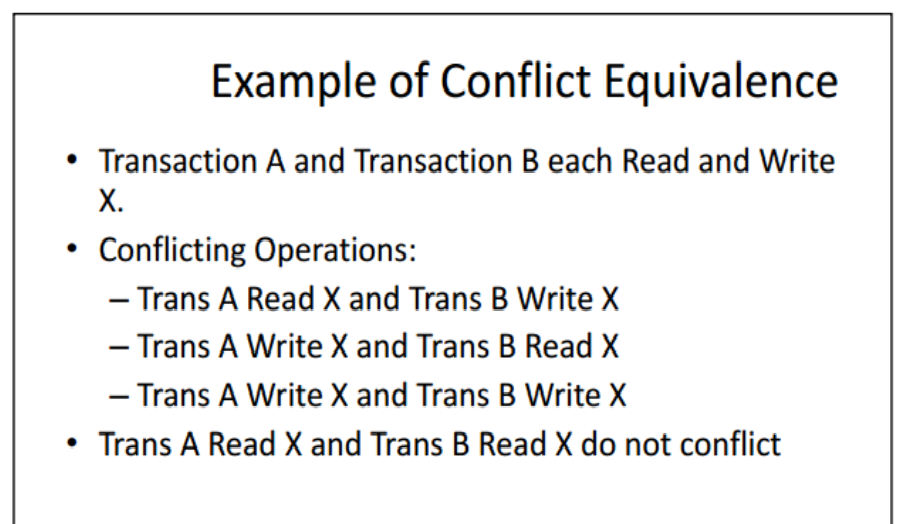 Example of Conflict Equivalence
• Transaction A and Transaction B each Read and Write
X.
• Conflicting Operations:
– Trans A Read X and Trans B Write X
– Trans A Write X and Trans B Read X
– Trans A Write X and Trans B Write X
• Trans A Read X and Trans B Read X do not conflict